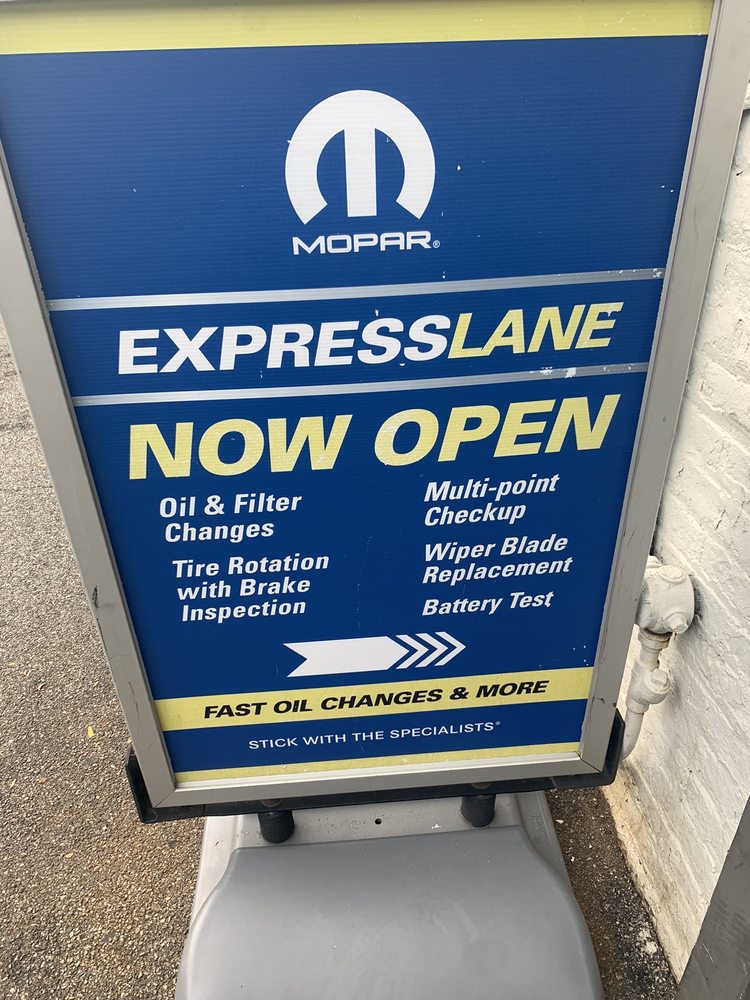 MOPAR®
EXPRESSLANE
NOW OPEN
Oil & Filter
Changes
Tire Rotation
with Brake
Inspection
Multi-point
Checkup
Wiper Blade
Replacement
Battery Test
FAST OIL CHANGES & MORE
STICK WITH THE SPECIALISTS®